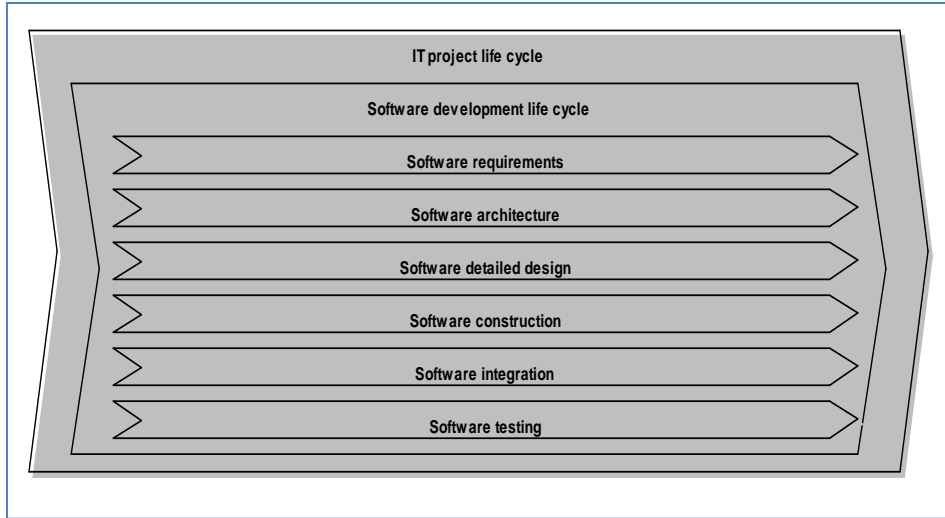 IT project life cycle
Software development life cycle
Software requirements
Software architecture
Software detailed design
Software construction
Software integration
Software testing